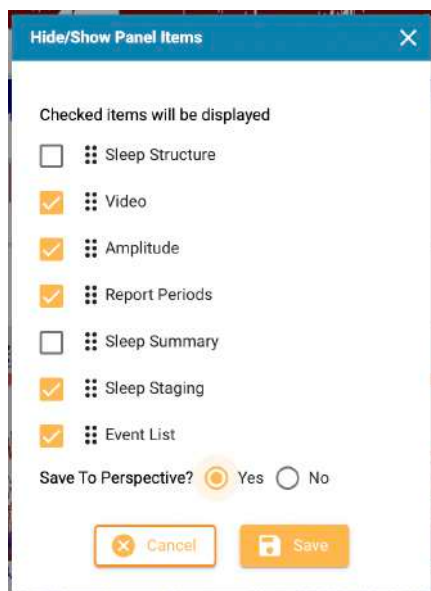 Hide/Show Panel Items
Checked items will be displayed
Sleep Structure
Video
Amplitude
Report Periods
Sleep Summary
Sleep Staging
Event List
Save To Perspective? Yes No
Cancel Save